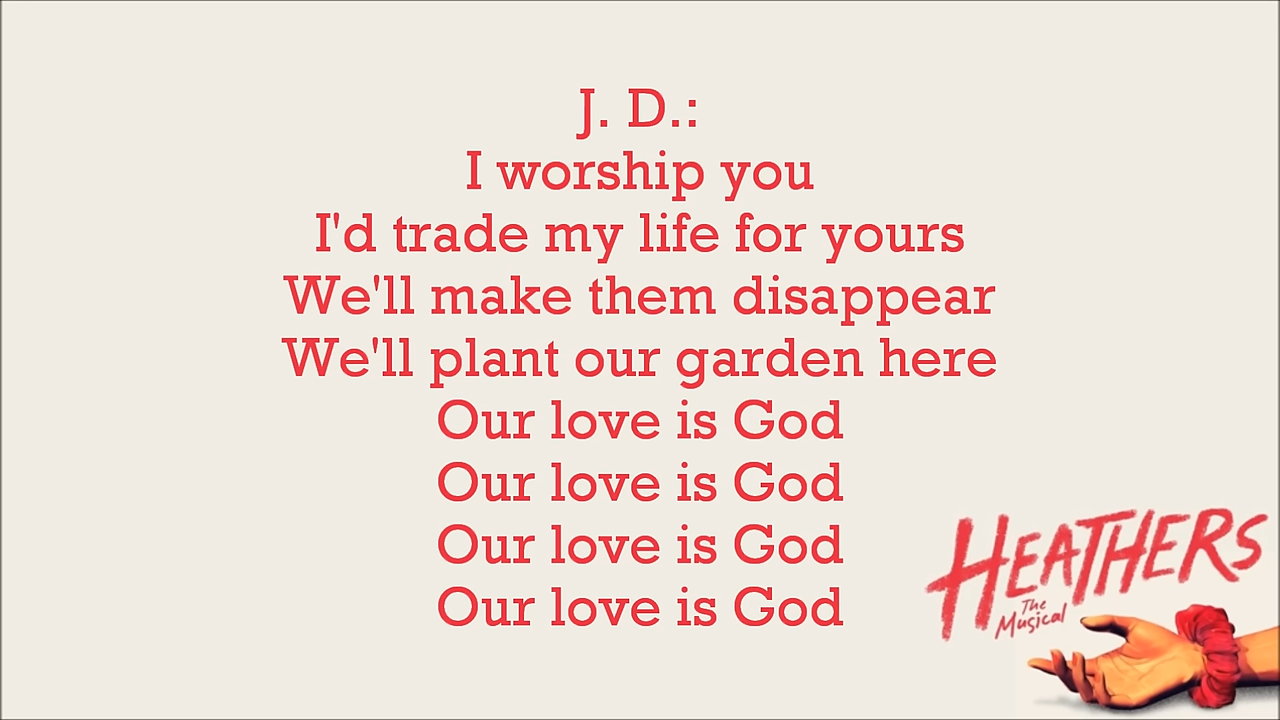 J. D.:
I worship you
I'd trade my life for yours
We'll make them disappear
We'll plant our garden here
Our love is God
Our love is God
Our love is God
Our love is God
HEATHERS
The
Musical